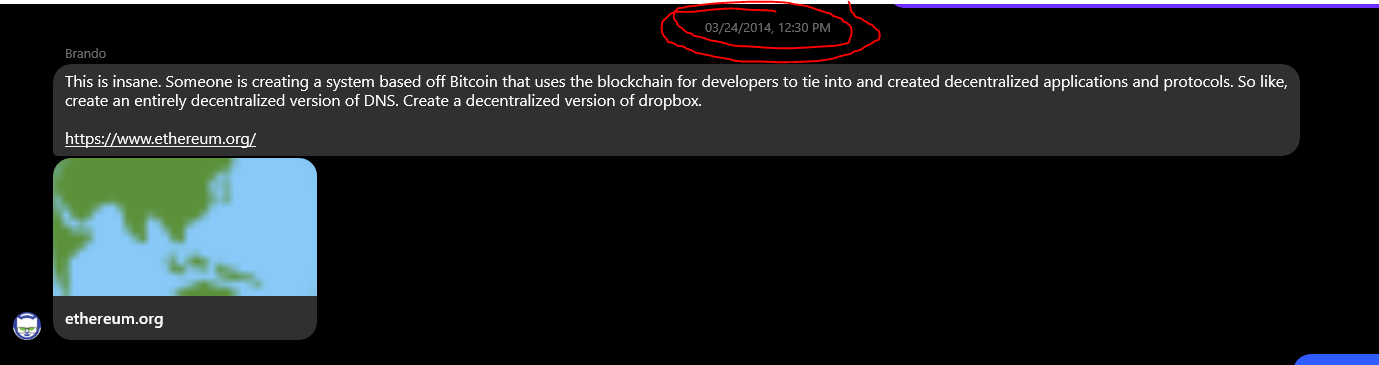 03/24/2014, 12:30 PM
Brando
This is insane. Someone is creating a system based off Bitcoin that uses the blockchain for developers to tie into and created decentralized applications and protocols. So like,
create an entirely decentralized version of DNS. Create a decentralized version of dropbox.
https://www.ethereum.org/
ethereum.org